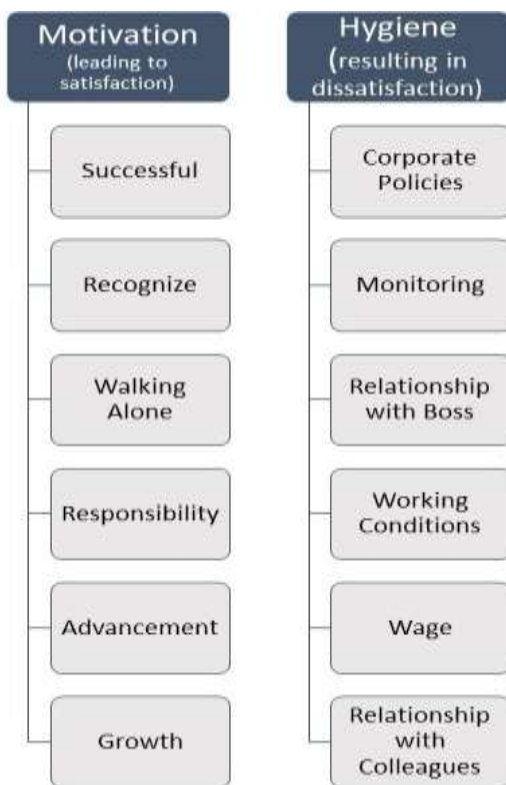 Motivation
(leading to
satisfaction)
Successful
Recognize
Walking
Alone
Responsibility
Advancement
Growth
Hygiene
(resulting in
dissatisfaction)
Corporate
Policies
Monitoring
Relationship
with Boss
Working
Conditions
Wage
Relationship
with
Colleagues